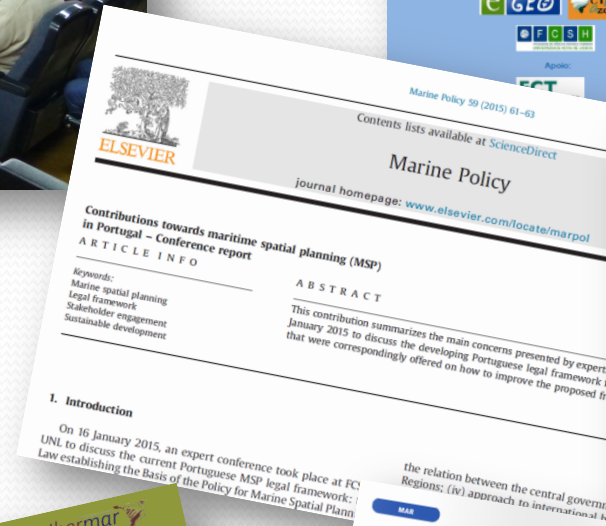 GEO
FCSH
Apoio:
FCT
Marine Policy 59 (2015) 61–63
Contents lists available at ScienceDirect
Marine Policy
journal homepage: www.elsevier.com/locate/marpol
ELSEVIER
Contributions towards maritime spatial planning (MSP)
in Portugal – Conference report
ARTICLE INFO
Keywords:
Marine spatial planning
Legal framework
Stakeholder engagement
Sustainable development
ABSTRACT
This contribution summarizes the main concerns presented by expert
January 2015 to discuss the developing Portuguese legal framework
that were correspondingly offered on how to improve the proposed fr
1. Introduction
On 16 January 2015, an expert conference took place at FCS
UNL to discuss the current Portuguese MSP legal framework:
Law establishing the Basis of the Policy for Marine Spatial Plann
the relation between the central govern
Regions; (iv) approach to international
MAR